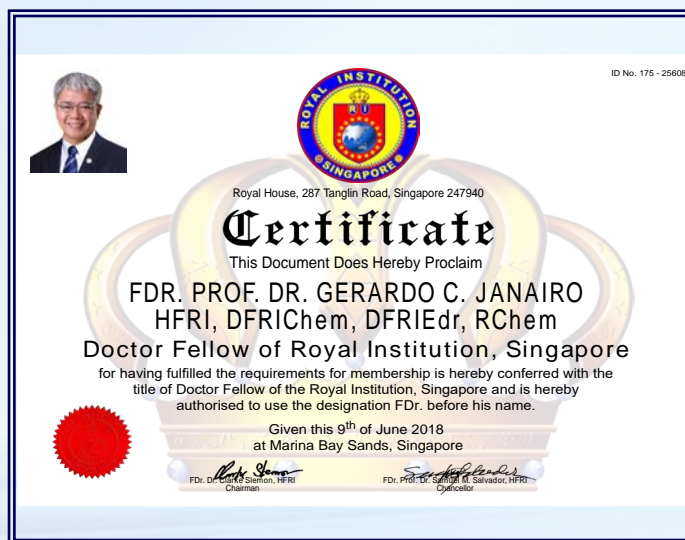 ID No. 175 - 25608
ROYAL INSTITUTION
R U
SINGAPORE
Royal House, 287 Tanglin Road, Singapore 247940
Certificate
This Document Does Hereby Proclaim
FDR. PROF. DR. GERARDO C. JANAIRO
HFRI, DFRIChem, DFRIEdr, RChem
Doctor Fellow of Royal Institution, Singapore
for having fulfilled the requirements for membership is hereby conferred with the
title of Doctor Fellow of the Royal Institution, Singapore and is hereby
authorised to use the designation FDr. before his name.
Given this 9th of June 2018
at Marina Bay Sands, Singapore
FDr. Dr. Clarke Slemon, HFRI
Chairman
FDr. Prof. Dr. Samuel M. Salvador, HFRI
Chancellor